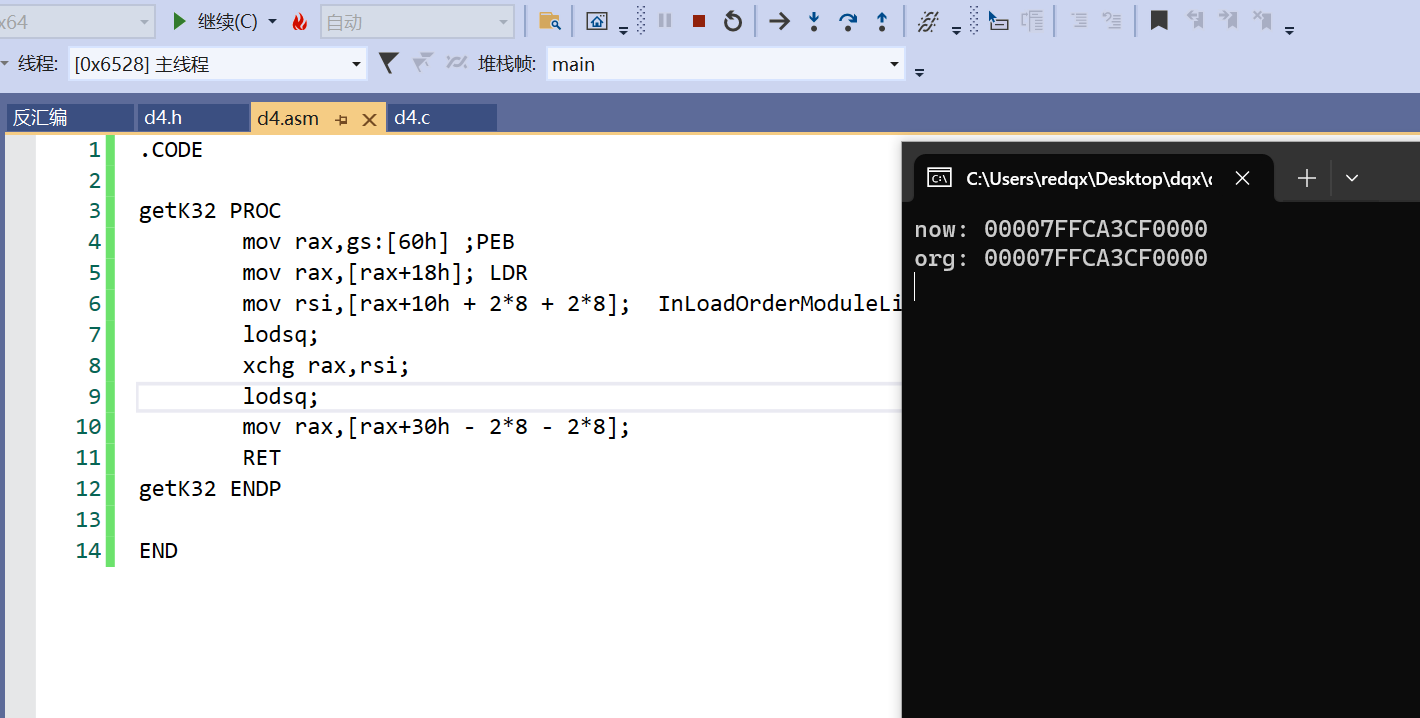 x64 继续(C) 自动
线程: [0x6528] 主线程 堆栈帧: main
反汇编 d4.h d4.asm d4.c
1 .CODE
2
3 getK32 PROC
4 mov rax,gs:[60h] ;PEB
5 mov rax,[rax+18h]; LDR
6 mov rsi,[rax+10h + 2*8 + 2*8]; InLoadOrderModuleLi
7 lodsq;
8 xchg rax,rsi;
9 lodsq;
10 mov rax,[rax+30h - 2*8 - 2*8];
11 RET
12 getK32 ENDP
13
14 END
C:\Users\redqx\Desktop\dqx\
now: 00007FFCA3CF0000
org: 00007FFCA3CF0000